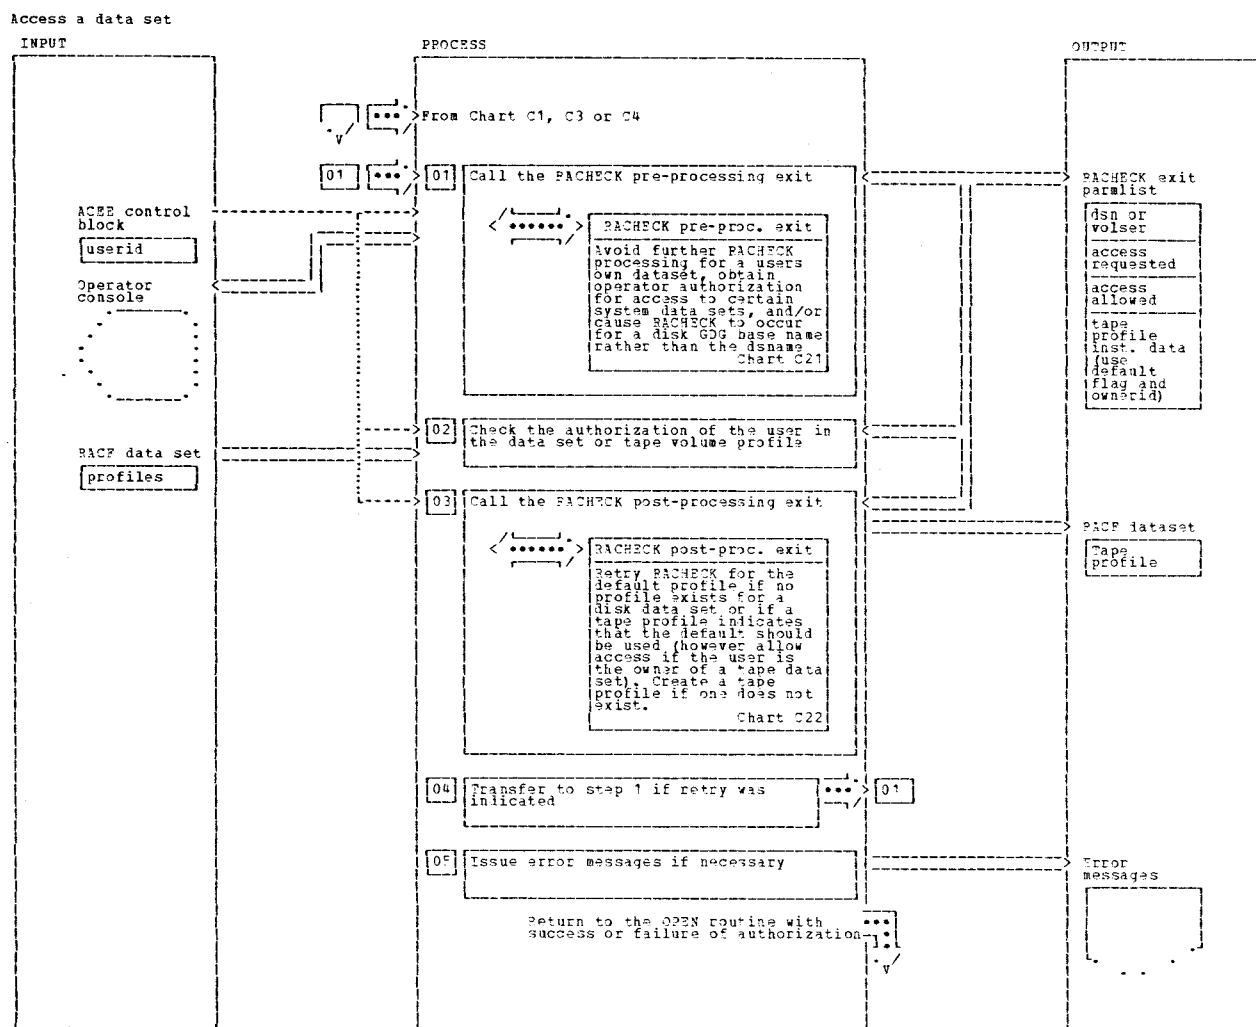 Access a data set
INPUT
PROCESS
OUTPUT
From Chart C1, C3 or C4
01
01
Call the RACHECK pre-processing exit
RACHECK exit
parmlist
dsn or
volser
access
requested
access
allowed
tape
profile
inst. data
(use
default
flag and
ownerid)
ACEE control
block
userid
Operator
console
RACHECK pre-proc. exit
Avoid further RACHECK
processing for a users
own dataset, obtain
operator authorization
for access to certain
system data sets, and/or
cause RACHECK to occur
for a disk GDG base name
rather than the dsname
Chart C21
02
Check the authorization of the user in
the data set or tape volume profile
RACF data set
profiles
03
Call the RACHECK post-processing exit
RACF dataset
Tape
profile
RACHECK post-proc. exit
Retry RACHECK for the
default profile if no
profile exists for a
disk data set or if a
tape profile indicates
that the default should
be used (however allow
access if the user is
the owner of a tape data
set). Create a tape
profile if one does not
exist.
Chart C22
04
Transfer to step 1 if retry was
indicated
01
05
Issue error messages if necessary
Error
messages
Return to the OPEN routine with
success or failure of authorization